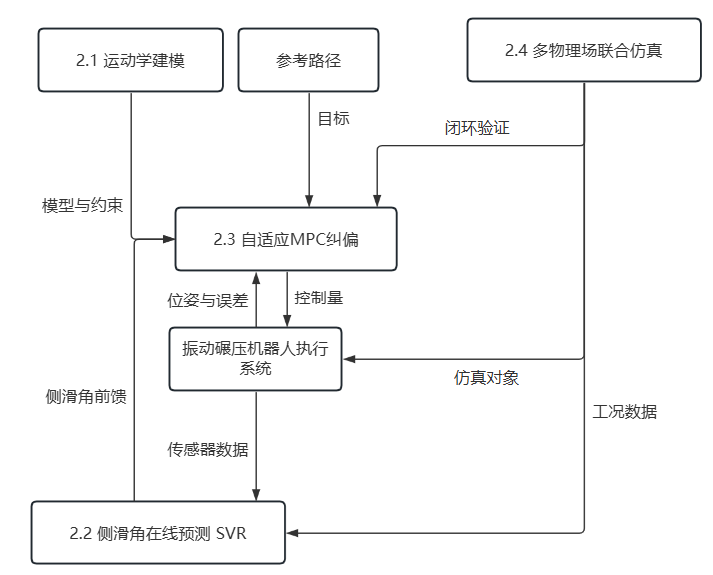 2.1 运动学建模
参考路径
2.4 多物理场联合仿真
目标
闭环验证
模型与约束
2.3 自适应MPC纠偏
位姿与误差
控制量
振动碾压机器人执行
系统
仿真对象
侧滑角前馈
工况数据
传感器数据
2.2 侧滑角在线预测 SVR